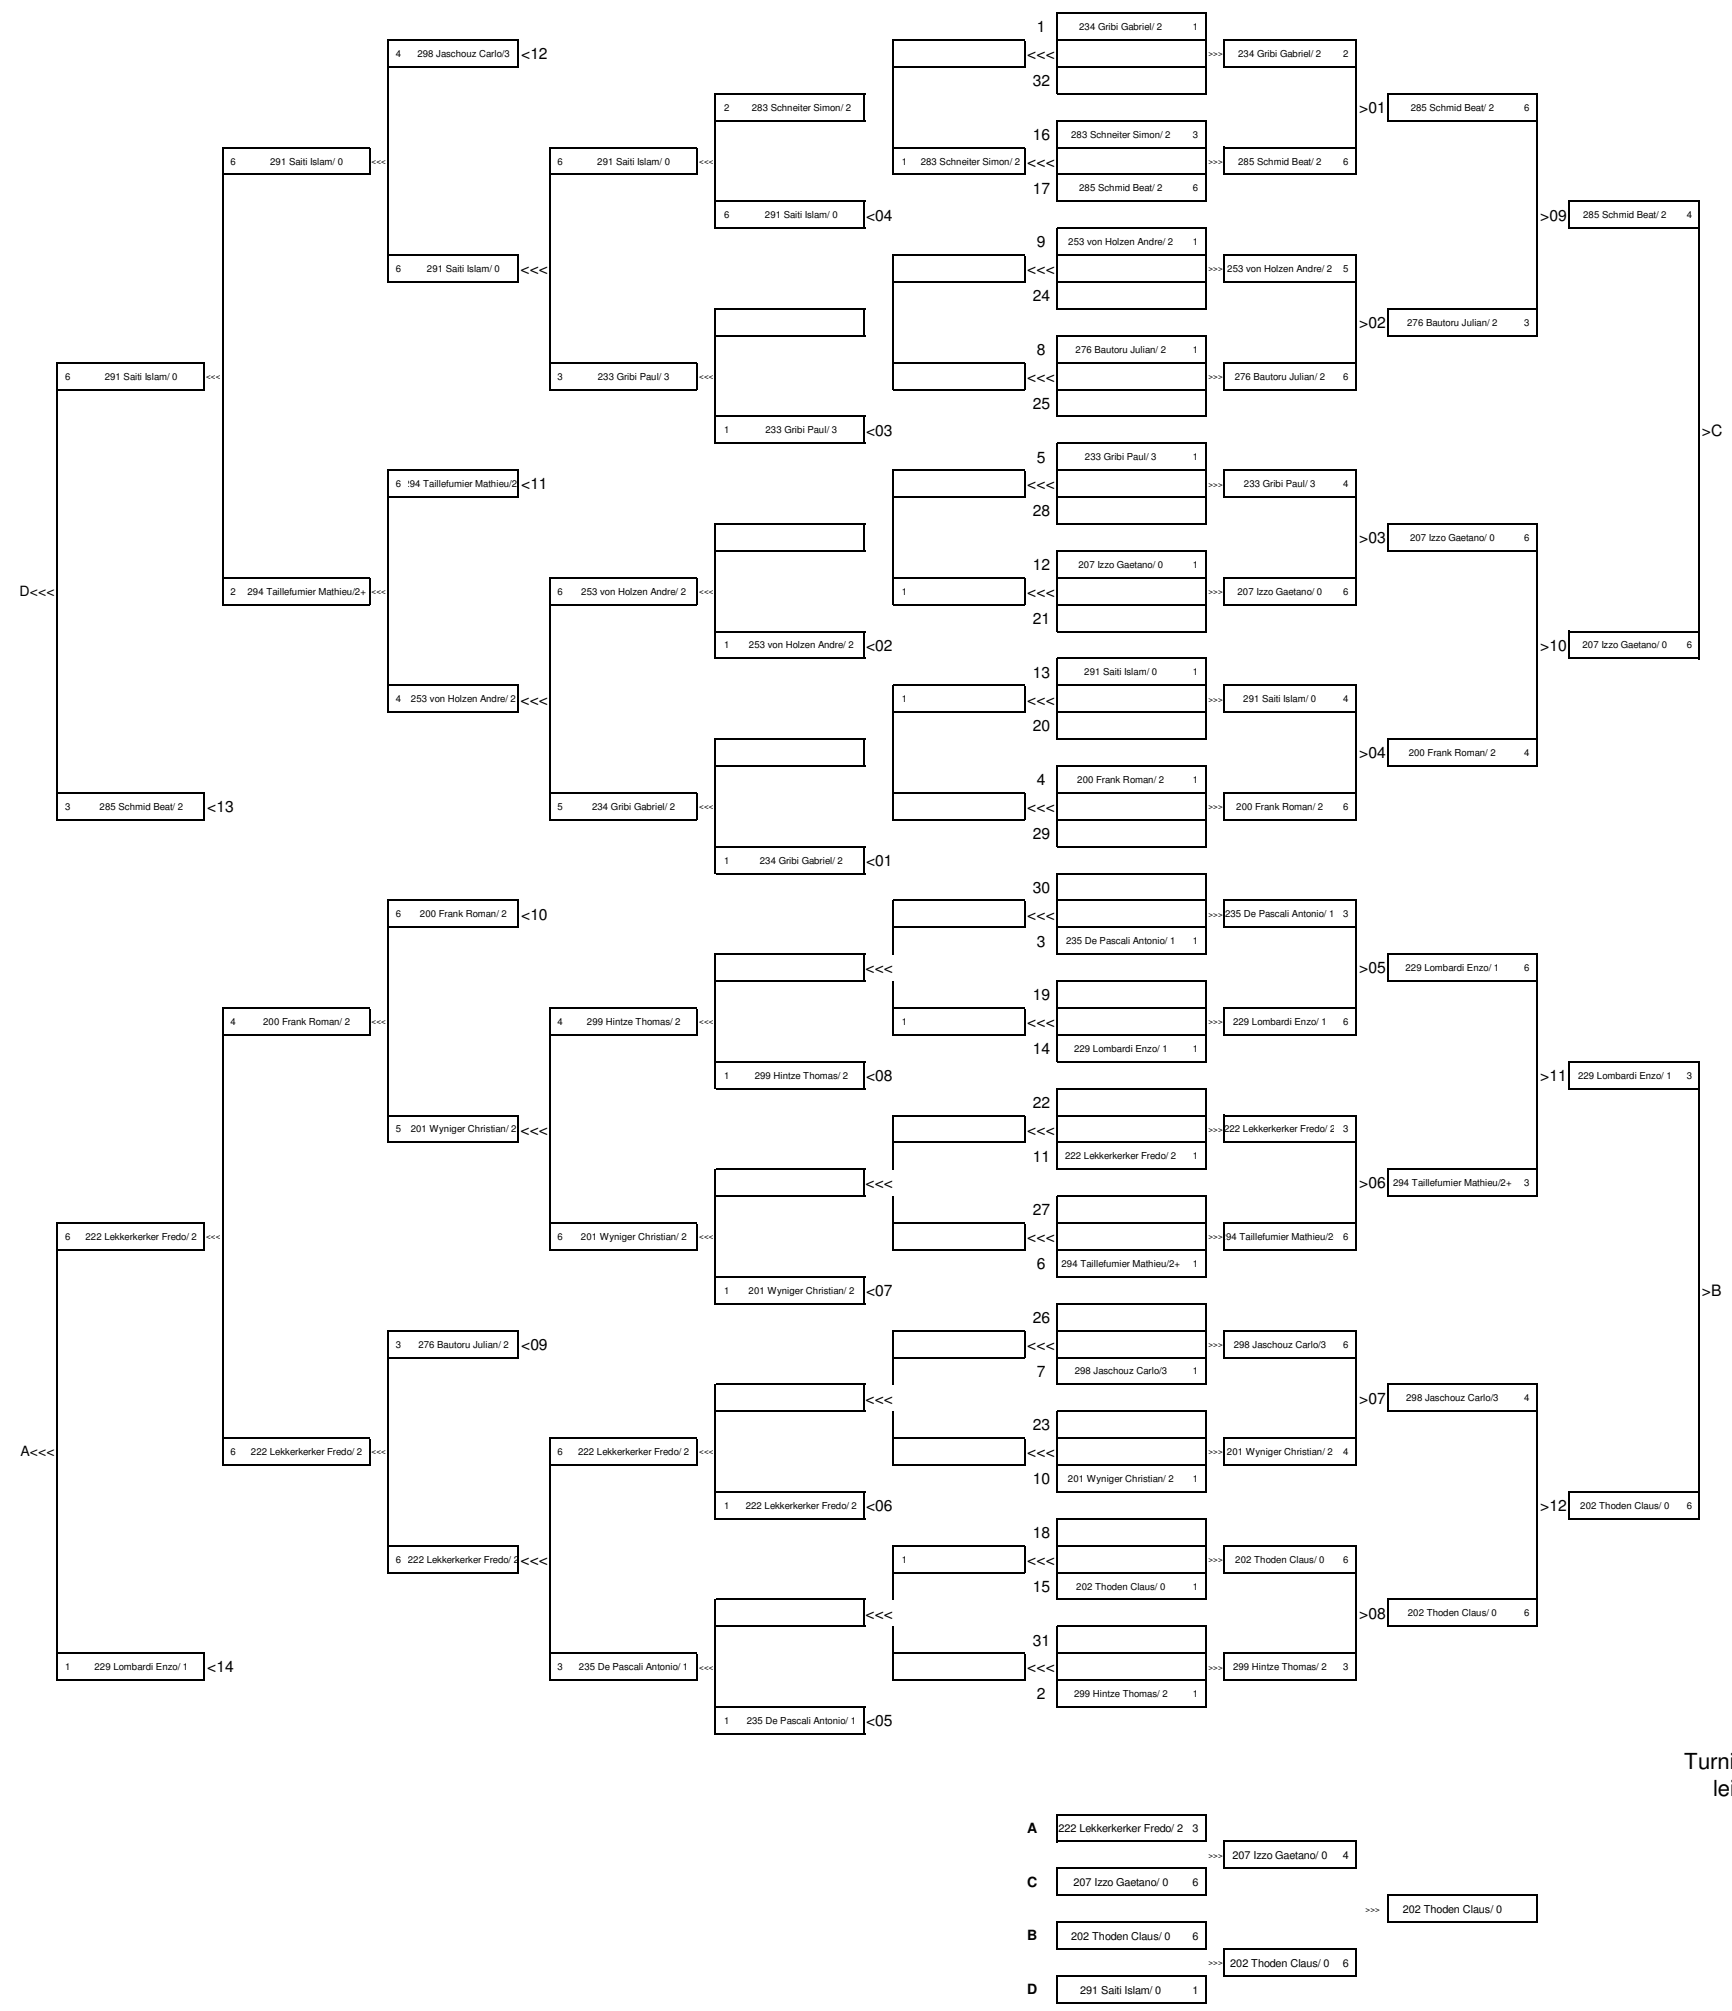 1 234 Gribi Gabriel/ 2 1
4 298 Jaschouz Carlo/3 <12 <<< >>> 234 Gribi Gabriel/ 2 2
32
2 283 Schneiter Simon/ 2 >01 285 Schmid Beat/ 2 6
16 283 Schneiter Simon/ 2 3
6 291 Saiti Islam/ 0 <<< 6 291 Saiti Islam/ 0 <<< 1 283 Schneiter Simon/ 2 <<< >>> 285 Schmid Beat/ 2 6
17 285 Schmid Beat/ 2 6
6 291 Saiti Islam/ 0 <04 >09 285 Schmid Beat/ 2 4
9 253 von Holzen Andre/ 2 1
6 291 Saiti Islam/ 0 <<< <<< >>> 253 von Holzen Andre/ 2 5
24
>02 276 Bautoru Julian/ 2 3
8 276 Bautoru Julian/ 2 1
6 291 Saiti Islam/ 0 <<< 3 233 Gribi Paul/ 3 <<< <<< >>> 276 Bautoru Julian/ 2 6
25
1 233 Gribi Paul/ 3 <03 >C
5 233 Gribi Paul/ 3 1
6 94 Taillefumier Mathieu/2 <11 <<< >>> 233 Gribi Paul/ 3 4
28
>03 207 Izzo Gaetano/ 0 6
12 207 Izzo Gaetano/ 0 1
D<<< 2 294 Taillefumier Mathieu/2+ <<< 6 253 von Holzen Andre/ 2 <<< 1 <<< >>> 207 Izzo Gaetano/ 0 6
21
1 253 von Holzen Andre/ 2 <02 >10 207 Izzo Gaetano/ 0 6
13 291 Saiti Islam/ 0 1
4 253 von Holzen Andre/ 2 <<< 1 <<< >>> 291 Saiti Islam/ 0 4
20
>04 200 Frank Roman/ 2 4
4 200 Frank Roman/ 2 1
3 285 Schmid Beat/ 2 <13 5 234 Gribi Gabriel/ 2 <<< <<< >>> 200 Frank Roman/ 2 6
29
1 234 Gribi Gabriel/ 2 <01
30
6 200 Frank Roman/ 2 <10 <<< >>> 235 De Pascali Antonio/ 1 3
3 235 De Pascali Antonio/ 1 1
<<< >05 229 Lombardi Enzo/ 1 6
19
4 200 Frank Roman/ 2 <<< 4 299 Hintze Thomas/ 2 <<< 1 <<< >>> 229 Lombardi Enzo/ 1 6
14 229 Lombardi Enzo/ 1 1
1 299 Hintze Thomas/ 2 <08 >11 229 Lombardi Enzo/ 1 3
22
5 201 Wyniger Christian/ 2 <<< <<< >>> 222 Lekkerkerker Fredo/ 2 3
11 222 Lekkerkerker Fredo/ 2 1
<<< >06 294 Taillefumier Mathieu/2+ 3
27
6 222 Lekkerkerker Fredo/ 2 <<< 6 201 Wyniger Christian/ 2 <<< <<< >>> 94 Taillefumier Mathieu/2 6
6 294 Taillefumier Mathieu/2+ 1
1 201 Wyniger Christian/ 2 <07 >B
26
3 276 Bautoru Julian/ 2 <09 <<< >>> 298 Jaschouz Carlo/3 6
7 298 Jaschouz Carlo/3 1
<<< >07 298 Jaschouz Carlo/3 4
23
A<<< 6 222 Lekkerkerker Fredo/ 2 <<< 6 222 Lekkerkerker Fredo/ 2 <<< <<< >>> 201 Wyniger Christian/ 2 4
10 201 Wyniger Christian/ 2 1
1 222 Lekkerkerker Fredo/ 2 <06 >12 202 Thoden Claus/ 0 6
18
6 222 Lekkerkerker Fredo/ 2 <<< 1 <<< >>> 202 Thoden Claus/ 0 6
15 202 Thoden Claus/ 0 1
<<< >08 202 Thoden Claus/ 0 6
31
1 229 Lombardi Enzo/ 1 <14 3 235 De Pascali Antonio/ 1 <<< <<< >>> 299 Hintze Thomas/ 2 3
2 299 Hintze Thomas/ 2 1
1 235 De Pascali Antonio/ 1 <05
Turni
lei
A 222 Lekkerkerker Fredo/ 2 3
>>> 207 Izzo Gaetano/ 0 4
C 207 Izzo Gaetano/ 0 6
>>> 202 Thoden Claus/ 0
B 202 Thoden Claus/ 0 6
>>> 202 Thoden Claus/ 0 6
D 291 Saiti Islam/ 0 1